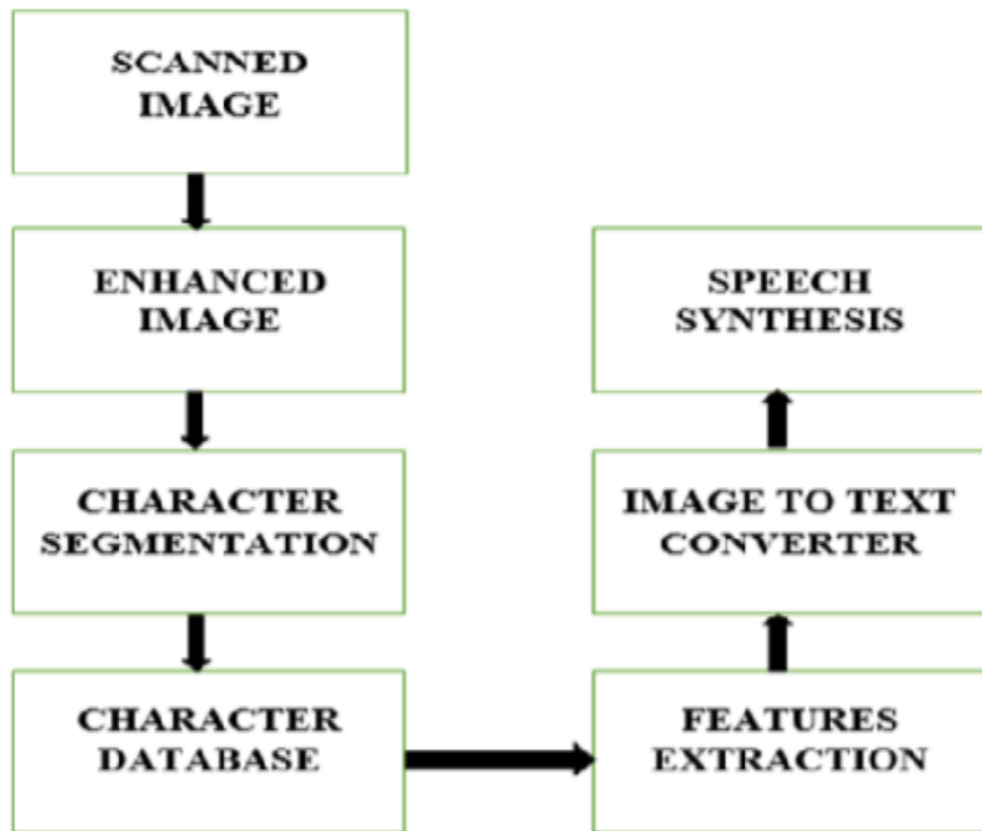 SCANNED
IMAGE
ENHANCED
IMAGE
CHARACTER
SEGMENTATION
CHARACTER
DATABASE
FEATURES
EXTRACTION
IMAGE TO TEXT
CONVERTER
SPEECH
SYNTHESIS